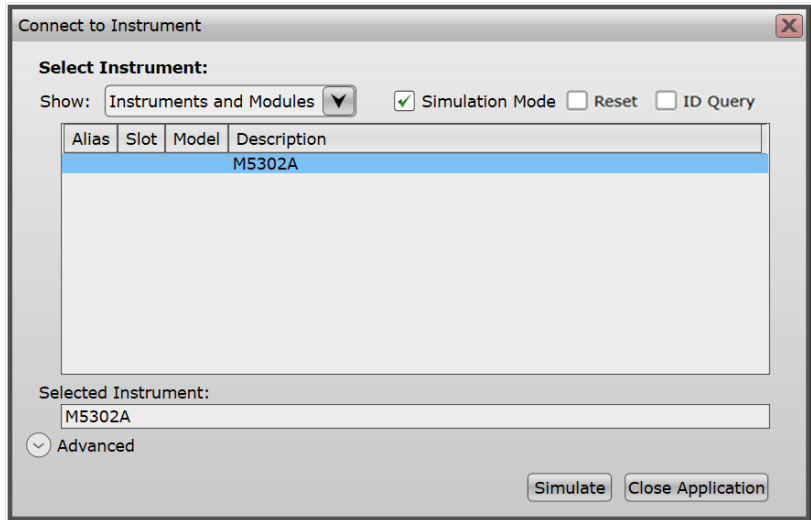 Connect to Instrument
Select Instrument:
Show: Instruments and Modules Simulation Mode Reset ID Query
Alias Slot Model Description
M5302A
Selected Instrument:
M5302A
Advanced
Simulate Close Application